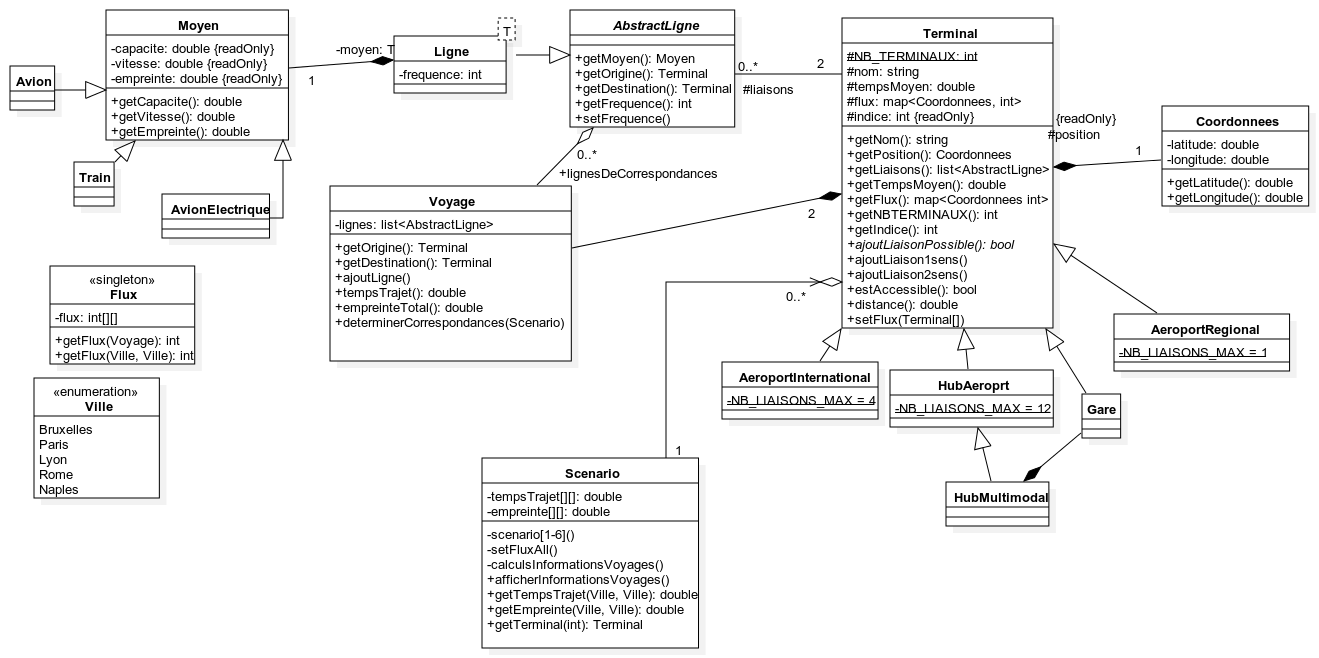 Moyen
-capacite: double {readOnly}
-vitesse: double {readOnly}
-empreinte: double {readOnly}
+getCapacite(): double
+getVitesse(): double
+getEmpreinte(): double
Avion
Train
AvionElectrique
-moyen: T
1
T
Ligne
-frequence: int
AbstractLigne
+getMoyen(): Moyen
+getOrigine(): Terminal
+getDestination(): Terminal
+getFrequence(): int
+setFrequence()
0..*
2
#liaisons
0..*
+lignesDeCorrespondances
Terminal
#NB_TERMINAUX: int
#nom: string
#tempsMoyen: double
#flux: map<Coordonnees, int>
#indice: int {readOnly}
+getNom(): string
+getPosition(): Coordonnees
+getLiaisons(): list<AbstractLigne>
+getTempsMoyen(): double
+getFlux(): map<Coordonnees int>
+getNBTERMINAUX(): int
+getIndice(): int
+ajoutLiaisonPossible(): bool
+ajoutLiaison1sens()
+ajoutLiaison2sens()
+estAccessible(): bool
+distance(): double
+setFlux(Terminal[])
{readOnly}
#position
1
Coordonnees
-latitude: double
-longitude: double
+getLatitude(): double
+getLongitude(): double
Voyage
-lignes: list<AbstractLigne>
+getOrigine(): Terminal
+getDestination(): Terminal
+ajoutLigne()
+tempsTrajet(): double
+empreinteTotal(): double
+determinerCorrespondances(Scenario)
2
0..*
1
«singleton»
Flux
-flux: int[][]
+getFlux(Voyage): int
+getFlux(Ville, Ville): int
«enumeration»
Ville
Bruxelles
Paris
Lyon
Rome
Naples
AeroportInternational
-NB_LIAISONS_MAX = 4
HubAeroprt
-NB_LIAISONS_MAX = 12
Gare
AeroportRegional
-NB_LIAISONS_MAX = 1
HubMultimodal
Scenario
-tempsTrajet[][]: double
-empreinte[][]: double
-scenario[1-6]()
-setFluxAll()
-calculsInformationsVoyages()
+afficherInformationsVoyages()
+getTempsTrajet(Ville, Ville): double
+getEmpreinte(Ville, Ville): double
+getTerminal(int): Terminal